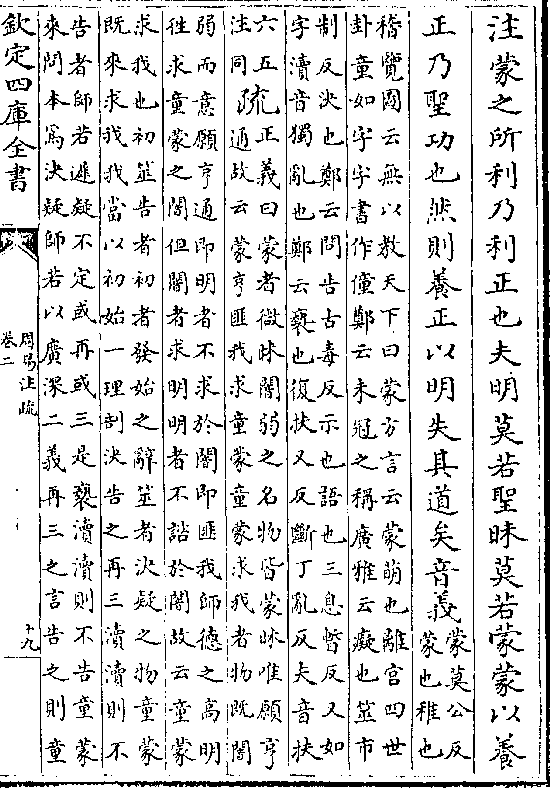 注蒙之所利乃利正也夫明莫若聖昧莫若蒙蒙以養
正乃聖功也然則養正以明失其道矣音義蒙莫公反
蒙也稚也
稽覽圖云無以教天下曰蒙方言云蒙萌也離宮四世
卦童如字字書作僮鄭云未冠之稱廣雅云癡也筮市
制反決也鄭云問告古毒反示也語也三息暫反又如
字瀆音獨亂也鄭云褻也復扶又反斷丁亂反夫音扶
六五
注同
疏正義曰蒙者微昧闇弱之名物皆蒙昧唯願亨
通故云蒙亨匪我求童蒙童蒙求我者物既闇
弱而意願亨通即明者不求於闇即匪我師德之高明
往求童蒙之闇但闇者求明明者不諮於闇故云童蒙
求我也初筮告者初者發始之辭筮者決疑之物童蒙
既來求我我當以初始一理剖決告之再三瀆瀆則不
告者師若遲疑不定或再或三是褻瀆瀆則不告童蒙
來問本為決疑師若以廣深二義再三之言告之則童
欽定四庫全書
周易注疏
卷二
十九